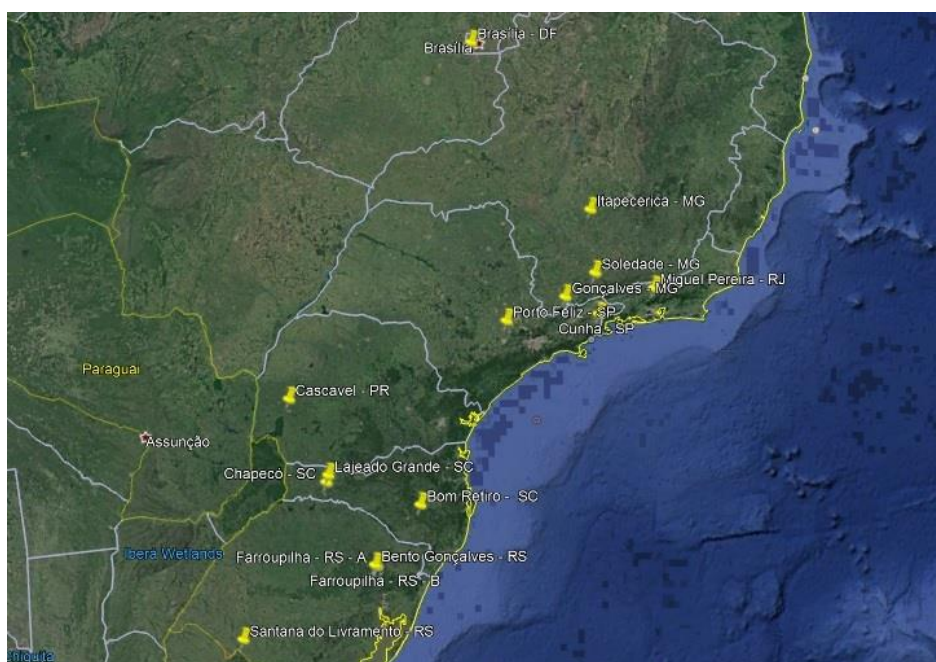 Brasília - DF
Brasília
Itapecerica - MG
Soledade - MG
Miguel Pereira - RJ
Gonçalves - MG
Porto Feliz - SP
Cunha - SP
Paraguai
Cascavel - PR
Assunção
Lajeado Grande - SC
Chapecó - SC
Bom Retiro - SC
Iberá Wetlands
Farroupilha - RS - A
Bento Gonçalves - RS
Farroupilha - RS - B
Santana do Livramento - RS